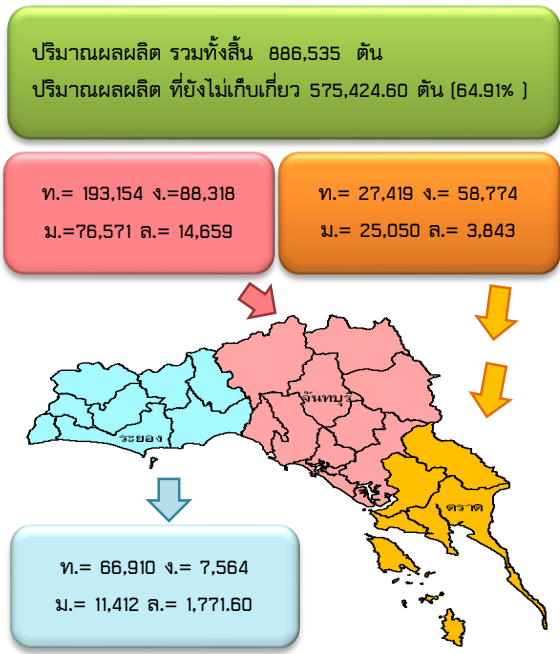 ปริมาณผลผลิต รวมทั้งสิ้น 886,535 ตัน
ปริมาณผลผลิต ที่ยังไม่เก็บเกี่ยว 575,424.60 ตัน (64.91% )
ท.= 193,154 ง.=88,318
ม.=76,571 ล.= 14,659
ท.= 27,419 ง.= 58,774
ม.= 25,050 ล.= 3,843
จันทบุรี
ระยอง
ตราด
ท.= 66,910 ง.= 7,564
ม.= 11,412 ล.= 1,771.60